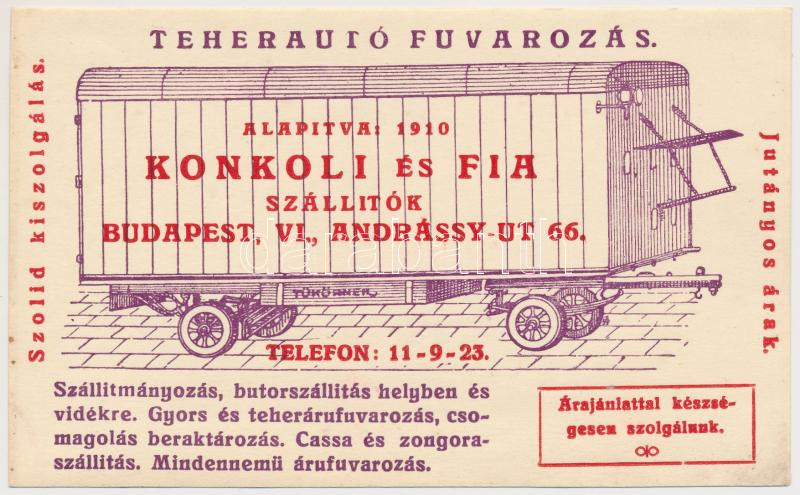 TEHERAUTÓ FUVAROZÁS.
Szolid kiszolgálás.
ALAPITVA: 1910
KONKOLI ÉS FIA
SZÁLLITÓK
BUDAPEST, VI., ANDRÁSSY-UT 66.
TÜKÖRNER
TELEFON: 11-9-23.
Jutányos árak.
Szállitmányozás, butorszállitás helyben és
vidékre. Gyors és teherárufuvarozás, cso-
magolás beraktározás. Cassa és zongora-
szállitás. Mindennemü árufuvarozás.
Árajánlattal készsé-
gesen szolgálunk.
darabanth